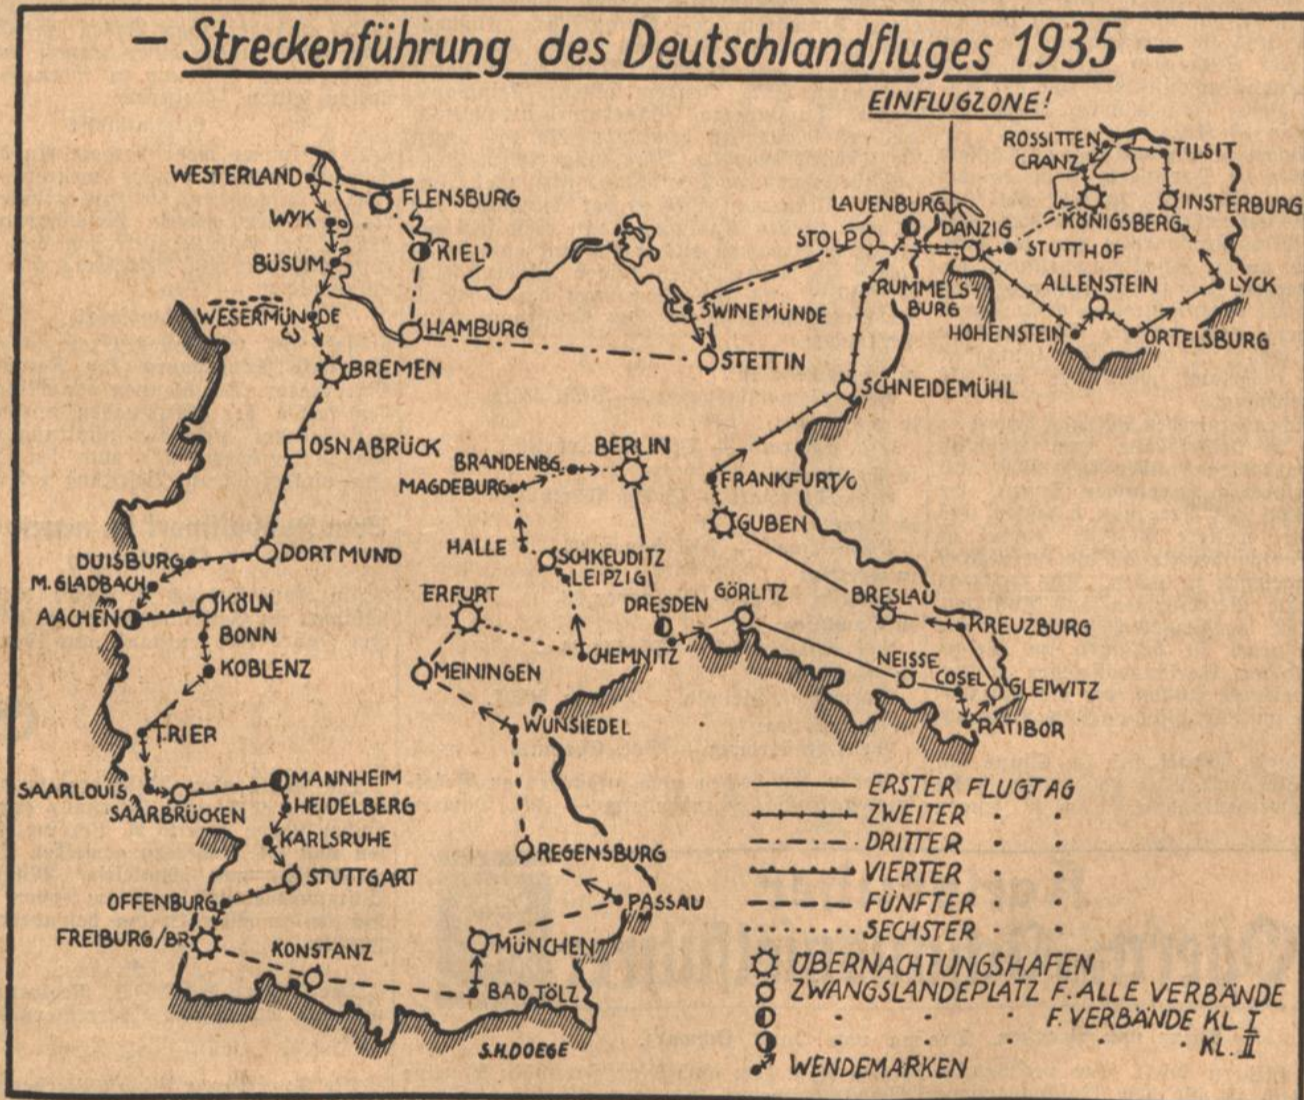 — Streckenführung des Deutschlandfluges 1935 —
EINFLUGZONE!
ROSSITTEN
CRANZ
TILSIT
WESTERLAND
FLENSBURG
WYK
LAUENBURG
DANZIG
KÖNIGSBERG
INSTERBURG
STOLP
STUTTHOF
KIEL
BÜSUM
ALLENSTEIN
LYCK
RUMMELS-
BURG
WESERMÜNDE
SWINEMÜNDE
HAMBURG
HOHENSTEIN
ORTELSBURG
STETTIN
BREMEN
SCHNEIDEMÜHL
OSNABRÜCK
BERLIN
BRANDENBG.
MAGDEBURG
FRANKFURT/O
GUBEN
HALLE
SCHKEUDITZ
LEIPZIG
DUISBURG
DORTMUND
M.GLADBACH
AACHEN
KÖLN
ERFURT
DRESDEN
GÖRLITZ
BRESLAU
KREUZBURG
BONN
CHEMNITZ
KOBLENZ
MEININGEN
NEISSE
COSEL
GLEIWITZ
RATIBOR
WUNSIEDEL
TRIER
SAARLOUIS
SAARBRÜCKEN
MANNHEIM
HEIDELBERG
KARLSRUHE
REGENSBURG
STUTTGART
OFFENBURG
PASSAU
FREIBURG/BR
KONSTANZ
MÜNCHEN
BAD TÖLZ
S.H.DOEGE
ERSTER FLUGTAG
ZWEITER · ·
DRITTER · ·
VIERTER · ·
FÜNFTER · ·
SECHSTER · ·
ÜBERNACHTUNGSHAFEN
ZWANGSLANDEPLATZ F. ALLE VERBÄNDE
· · · F. VERBÄNDE KL. I
· · · · · KL. II
WENDEMARKEN